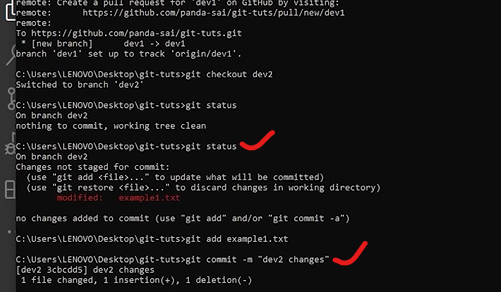 remote: Create a pull request for 'dev1' on GitHub by visiting:
remote:      https://github.com/panda-sai/git-tuts/pull/new/dev1
remote:
To https://github.com/panda-sai/git-tuts.git
 * [new branch]      dev1 -> dev1
branch 'dev1' set up to track 'origin/dev1'.

C:\Users\LENOVO\Desktop\git-tuts>git checkout dev2
Switched to branch 'dev2'

C:\Users\LENOVO\Desktop\git-tuts>git status
On branch dev2
nothing to commit, working tree clean

C:\Users\LENOVO\Desktop\git-tuts>git status
On branch dev2
Changes not staged for commit:
  (use "git add <file>..." to update what will be committed)
  (use "git restore <file>..." to discard changes in working directory)
        modified:   example1.txt

no changes added to commit (use "git add" and/or "git commit -a")

C:\Users\LENOVO\Desktop\git-tuts>git add example1.txt

C:\Users\LENOVO\Desktop\git-tuts>git commit -m "dev2 changes"
[dev2 3cbcdd5] dev2 changes
 1 file changed, 1 insertion(+), 1 deletion(-)